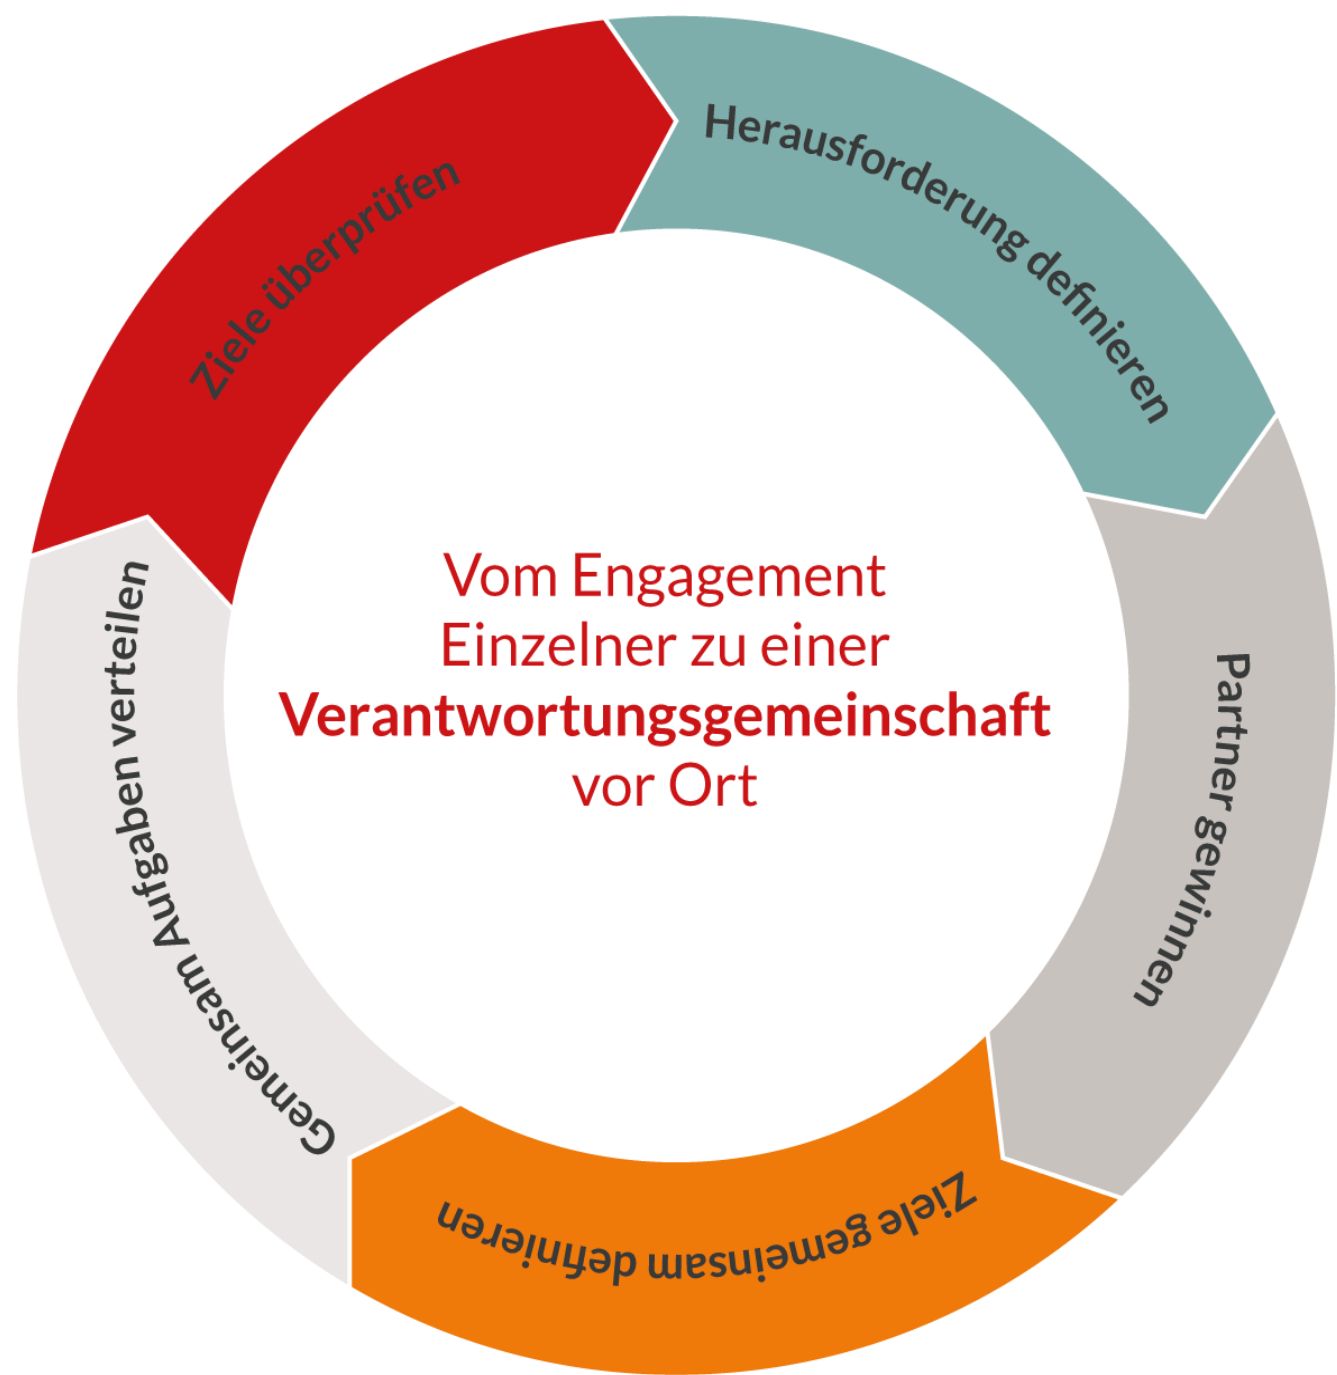 Herausforderung definieren
Partner gewinnen
Ziele gemeinsam definieren
Gemeinsam Aufgaben verteilen
Ziele überprüfen
Vom Engagement
Einzelner zu einer
Verantwortungsgemeinschaft
vor Ort